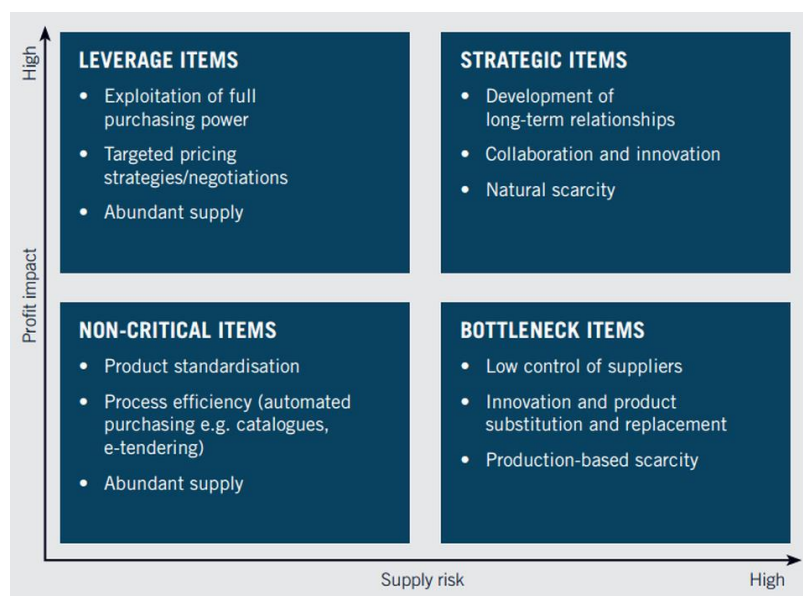 High
Profit impact
LEVERAGE ITEMS
• Exploitation of full
purchasing power
• Targeted pricing
strategies/negotiations
• Abundant supply
STRATEGIC ITEMS
• Development of
long-term relationships
• Collaboration and innovation
• Natural scarcity
NON-CRITICAL ITEMS
• Product standardisation
• Process efficiency (automated
purchasing e.g. catalogues,
e-tendering)
• Abundant supply
BOTTLENECK ITEMS
• Low control of suppliers
• Innovation and product
substitution and replacement
• Production-based scarcity
Supply risk
High